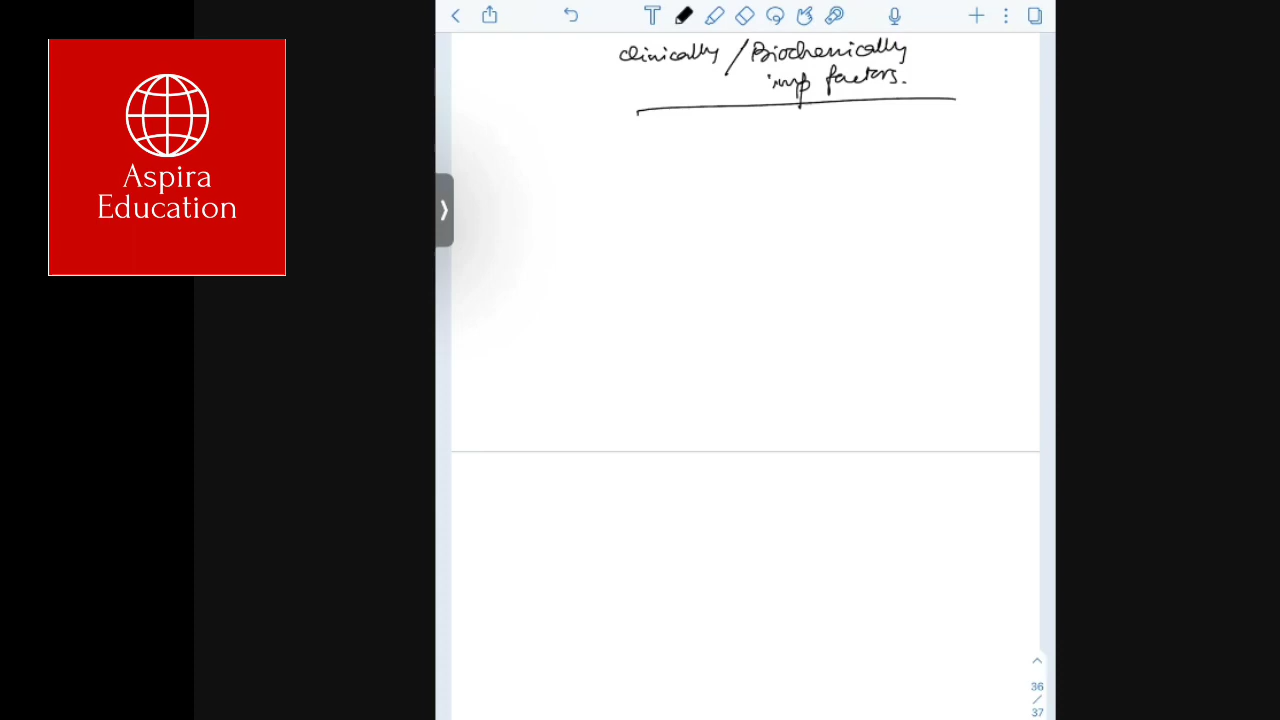 Aspira
Education
clinically / Biochemically
imp factors.
36
/
37